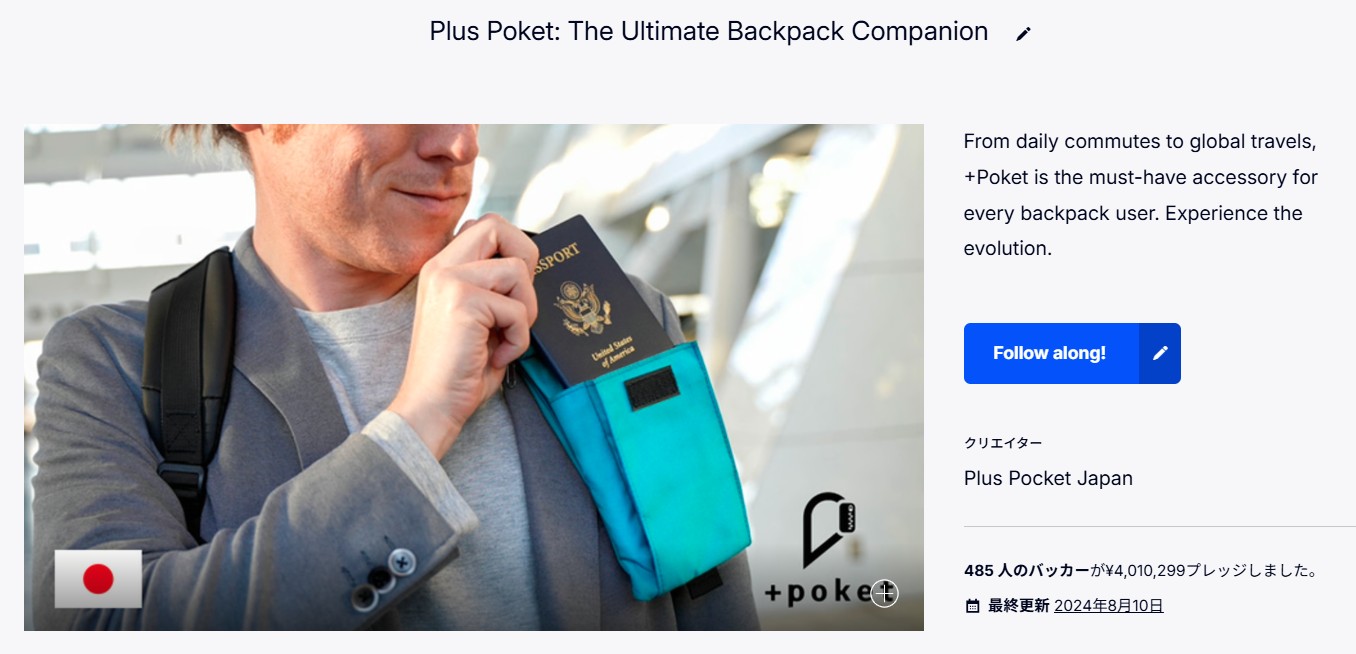 Plus Poket: The Ultimate Backpack Companion
From daily commutes to global travels,
+Poket is the must-have accessory for
every backpack user. Experience the
evolution.
SSPORT
United States
of America
Follow along!
クリエイター
Plus Pocket Japan
+poket
485 人のバッカーが¥4,010,299プレッジしました。
最終更新 2024年8月10日